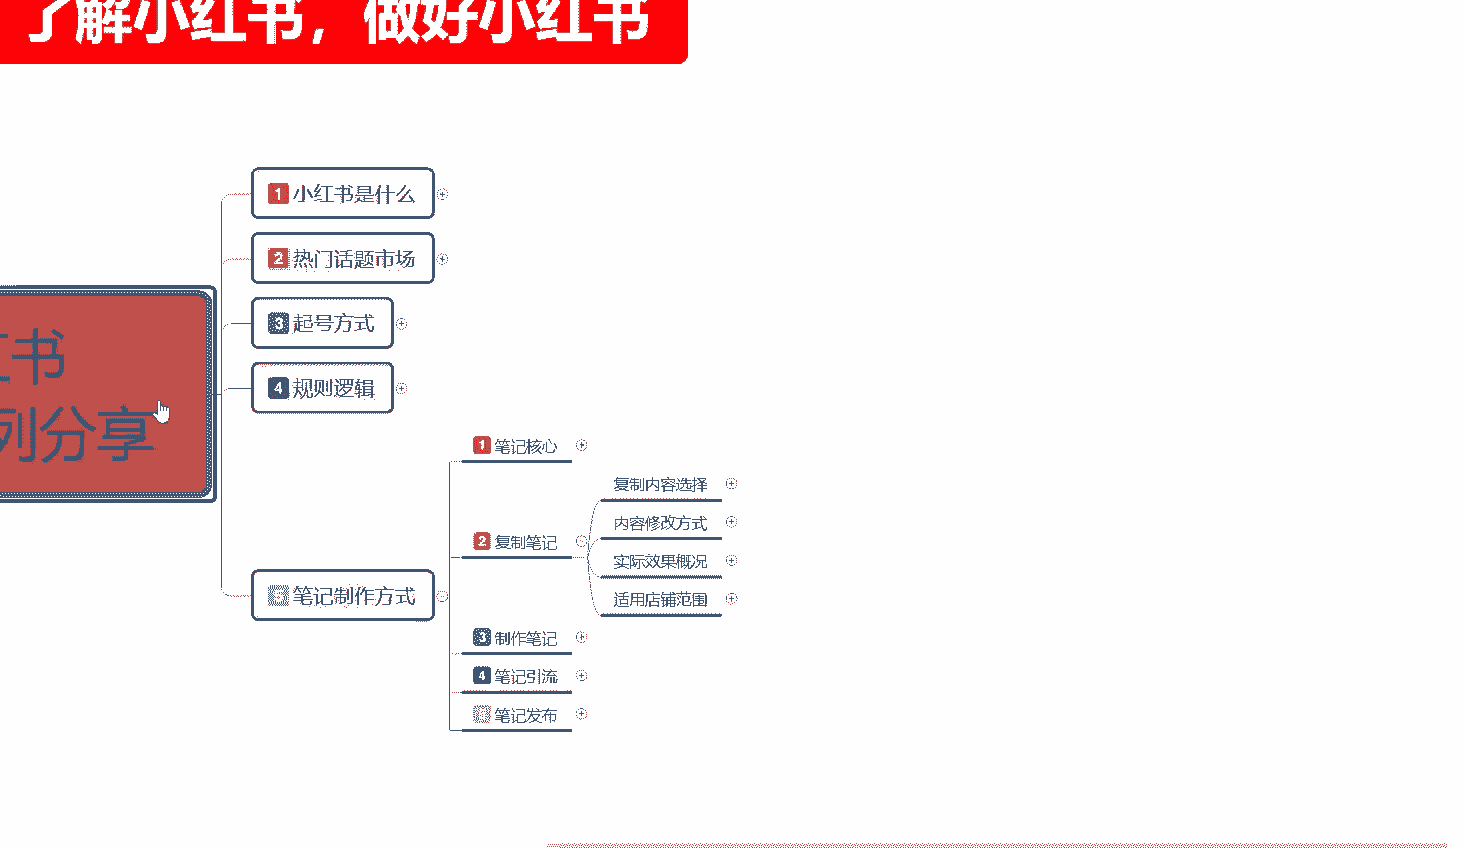 了解小红书，做好小红书
1 小红书是什么
2 热门话题市场
3 起号方式
4 规则逻辑
红书
列分享
1 笔记核心
复制内容选择
内容修改方式
2 复制笔记
实际效果概况
适用店铺范围
5 笔记制作方式
3 制作笔记
4 笔记引流
笔记发布